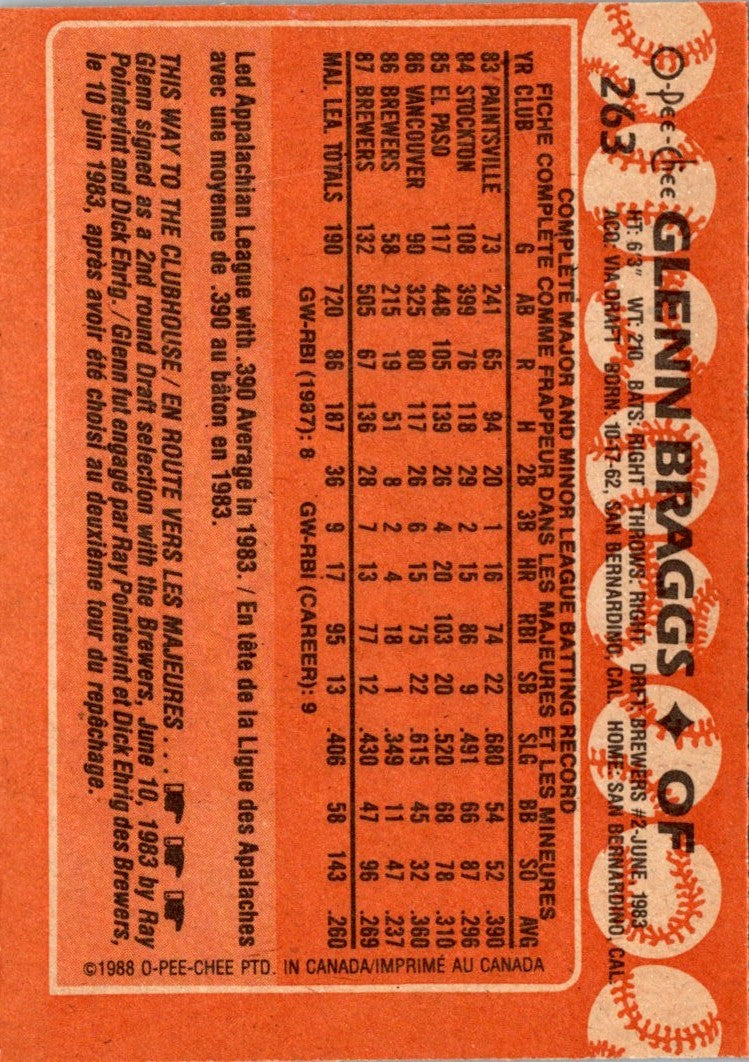 O-Pee-Chee
263
GLENN BRAGGS ♦ OF
HT: 6'3" WT: 210 BATS: RIGHT THROWS: RIGHT DRFT: BREWERS #2-JUNE, 1983
ACQ: VIA DRAFT BORN: 10-17-62, SAN BERNARDINO, CAL. HOME: SAN BERNARDINO, CAL.
COMPLETE MAJOR AND MINOR LEAGUE BATTING RECORD
FICHE COMPLÈTE COMME FRAPPEUR DANS LES MAJEURES ET LES MINEURES
YR CLUB G AB R H 2B 3B HR RBI SB SLG BB SO AVG
83 PAINTSVILLE 73 241 65 94 20 1 16 74 22 .680 54 52 .390
84 STOCKTON 108 399 76 118 29 2 15 86 9 .491 66 87 .296
85 EL PASO 117 448 105 139 26 4 20 103 20 .520 68 78 .310
86 VANCOUVER 90 325 80 117 26 6 15 75 22 .615 45 32 .360
86 BREWERS 58 215 19 51 8 2 4 18 1 .349 11 47 .237
87 BREWERS 132 505 67 136 28 7 13 77 12 .430 47 96 .269
MAJ. LEA. TOTALS 190 720 86 187 36 9 17 95 13 .406 58 143 .260
GW-RBI (1987): 8 GW-RBI (CAREER): 9
Led Appalachian League with .390 Average in 1983. / En tête de la Ligue des Apalaches
avec une moyenne de .390 au bâton en 1983.
THIS WAY TO THE CLUBHOUSE / EN ROUTE VERS LES MAJEURES . . .
Glenn signed as a 2nd round Draft selection with the Brewers, June 10, 1983 by Ray
Pointevint and Dick Ehrig. / Glenn fut engagé par Ray Pointevint et Dick Ehrig des Brewers,
le 10 juin 1983, après avoir été choisi au deuxième tour du repêchage.
©1988 O-PEE-CHEE PTD. IN CANADA/IMPRIMÉ AU CANADA